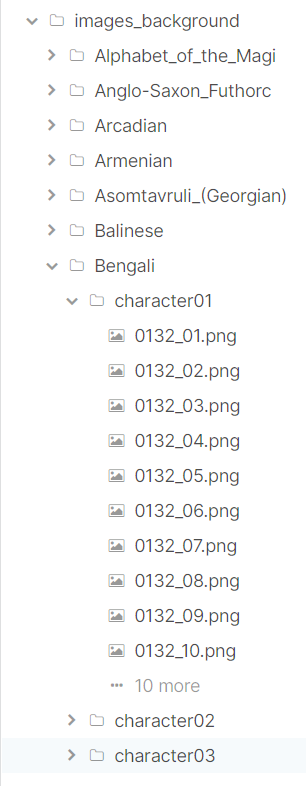 images_background
Alphabet_of_the_Magi
Anglo-Saxon_Futhorc
Arcadian
Armenian
Asomtavruli_(Georgian)
Balinese
Bengali
character01
0132_01.png
0132_02.png
0132_03.png
0132_04.png
0132_05.png
0132_06.png
0132_07.png
0132_08.png
0132_09.png
0132_10.png
10 more
character02
character03